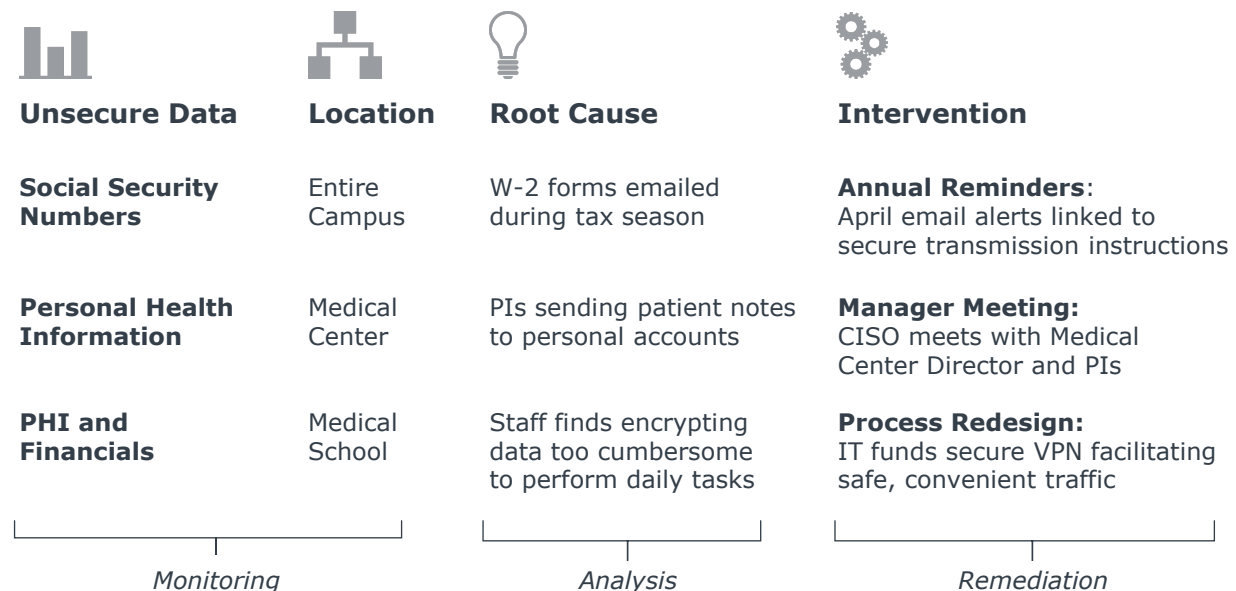 Unsecure Data
Location
Root Cause
Intervention
Social Security
Numbers
Entire
Campus
W-2 forms emailed
during tax season
Annual Reminders:
April email alerts linked to
secure transmission instructions
Personal Health
Information
Medical
Center
PIs sending patient notes
to personal accounts
Manager Meeting:
CISO meets with Medical
Center Director and PIs
PHI and
Financials
Medical
School
Staff finds encrypting
data too cumbersome
to perform daily tasks
Process Redesign:
IT funds secure VPN facilitating
safe, convenient traffic
Monitoring
Analysis
Remediation